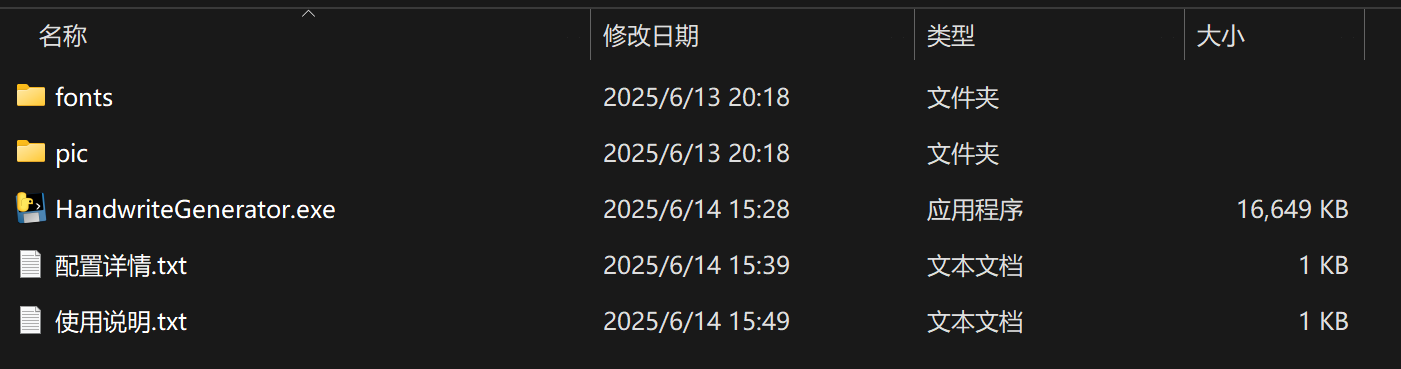 名称 修改日期 类型 大小
fonts 2025/6/13 20:18 文件夹
pic 2025/6/13 20:18 文件夹
HandwriteGenerator.exe 2025/6/14 15:28 应用程序 16,649 KB
配置详情.txt 2025/6/14 15:39 文本文档 1 KB
使用说明.txt 2025/6/14 15:49 文本文档 1 KB